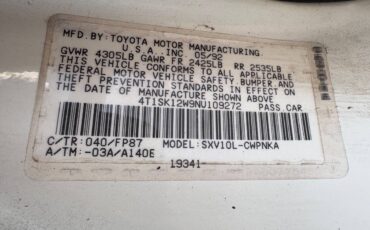 MFD.BY:TOYOTA MOTOR MANUFACTURING,
U.S.A.,INC 05/92
GVWR 4305LB GAWR FR 2425LB RR 2535LB
THIS VEHICLE CONFORMS TO ALL APPLICABLE
FEDERAL MOTOR VEHICLE SAFETY,BUMPER AND
THEFT PREVENTION STANDARDS IN EFFECT ON
THE DATE OF MANUFACTURE SHOWN ABOVE.
4T1SK12W9NU109272 PASS.CAR
C/TR:040/FP87 MODEL:SXV10L-CWPNKA
A/TM:-03A/A140E
19341-